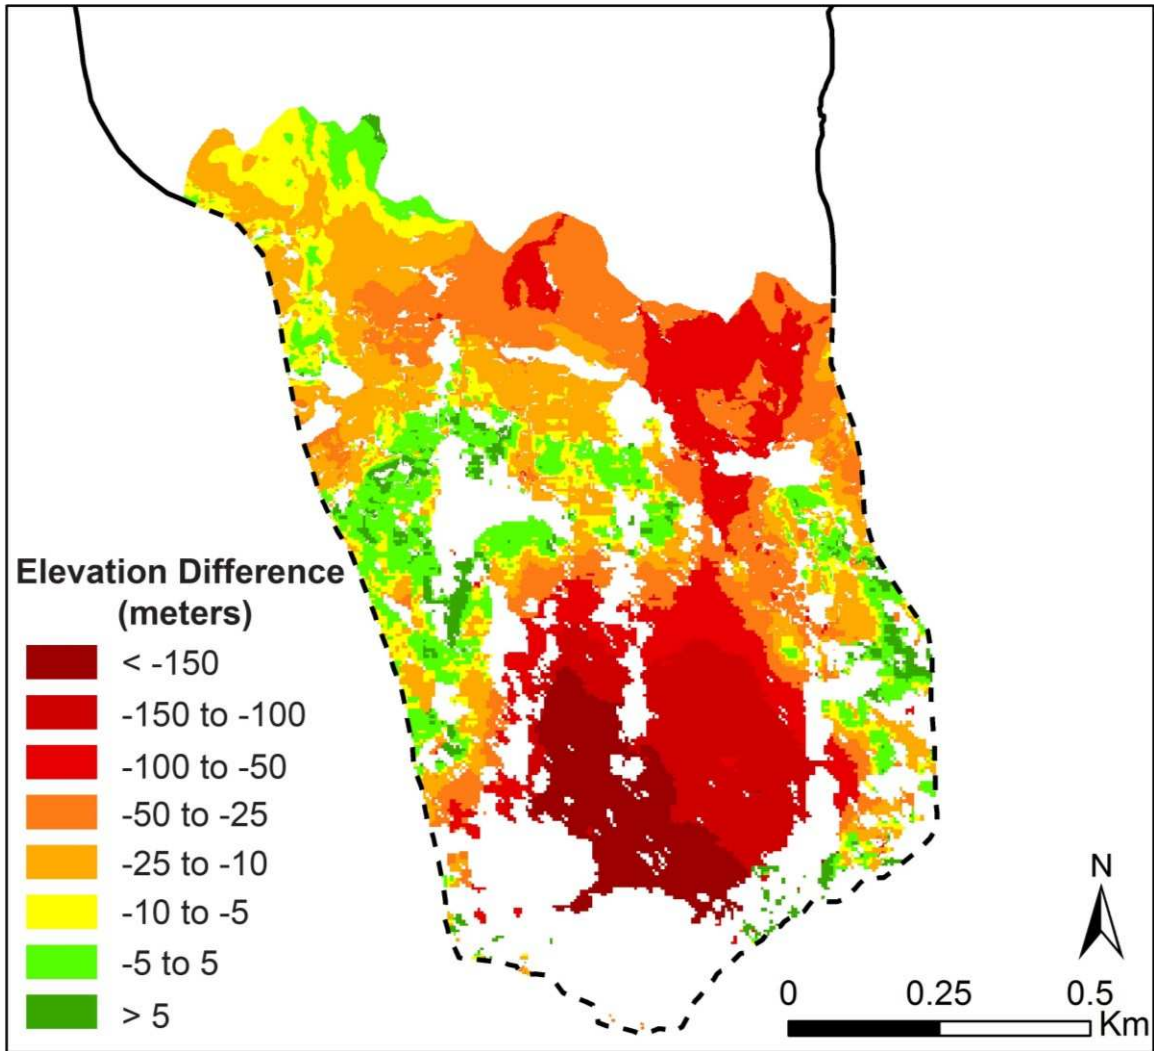 Elevation Difference
(meters)
< -150
-150 to -100
-100 to -50
-50 to -25
-25 to -10
-10 to -5
-5 to 5
> 5
N
0 0.25 0.5
Km